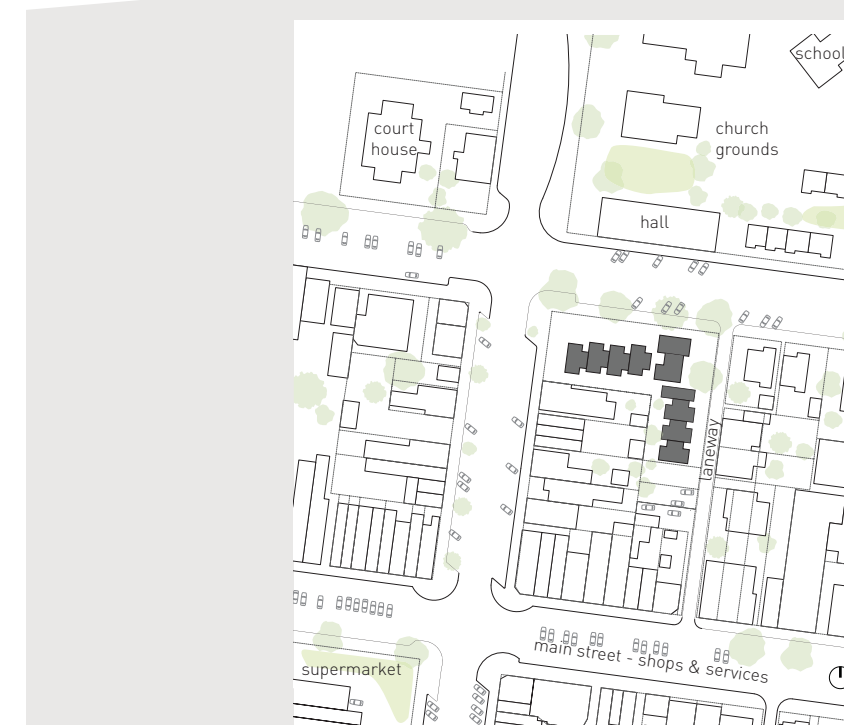 school
court
house
church
grounds
hall
laneway
main street - shops & services
supermarket